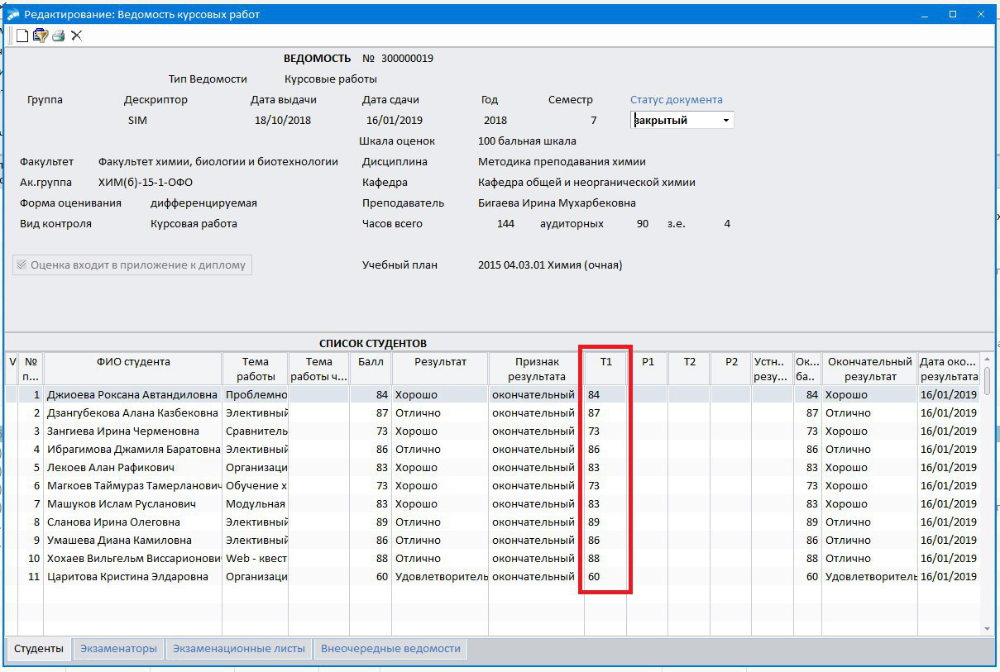 Редактирование: Ведомость курсовых работ
ВЕДОМОСТЬ № 300000019
Тип Ведомости Курсовые работы
Группа Дескриптор Дата выдачи Дата сдачи Год Семестр Статус документа
SIM 18/10/2018 16/01/2019 2018 7 закрытый
Шкала оценок 100 бальная шкала
Факультет Факультет химии, биологии и биотехнологии Дисциплина Методика преподавания химии
Ак.группа ХИМ(б)-15-1-ОФО Кафедра Кафедра общей и неорганической химии
Форма оценивания дифференцируемая Преподаватель Бигаева Ирина Мухарбековна
Вид контроля Курсовая работа Часов всего 144 аудиторных 90 з.е. 4
Оценка входит в приложение к диплому Учебный план 2015 04.03.01 Химия (очная)
СПИСОК СТУДЕНТОВ
V № ФИО студента Тема Тема Балл Результат Признак Т1 Р1 Т2 Р2 Устн.. Ок... Окончательный Дата око...
п... работы работы ч... результата резу... ба.. результат результата
1 Джиоева Роксана Автандиловна Проблемно 84 Хорошо окончательный 84 84 Хорошо 16/01/2019
2 Дзангубекова Алана Казбековна Элективный 87 Отлично окончательный 87 87 Отлично 16/01/2019
3 Зангиева Ирина Черменовна Сравнитель 73 Хорошо окончательный 73 73 Хорошо 16/01/2019
4 Ибрагимова Джамиля Баратовна Элективный 86 Отлично окончательный 86 86 Отлично 16/01/2019
5 Лекоев Алан Рафикович Организаци 83 Хорошо окончательный 83 83 Хорошо 16/01/2019
6 Магкоев Таймураз Тамерланович Обучение х 73 Хорошо окончательный 73 73 Хорошо 16/01/2019
7 Машуков Ислам Русланович Модульная 83 Хорошо окончательный 83 83 Хорошо 16/01/2019
8 Сланова Ирина Олеговна Элективный 89 Отлично окончательный 89 89 Отлично 16/01/2019
9 Умашева Диана Камиловна Элективный 86 Отлично окончательный 86 86 Отлично 16/01/2019
10 Хохаев Вильгельм Виссарионови Web - квест 88 Отлично окончательный 88 88 Отлично 16/01/2019
11 Царитова Кристина Элдаровна Организаци 60 Удовлетворитель окончательный 60 60 Удовлетворитель 16/01/2019
Студенты Экзаменаторы Экзаменационные листы Внеочередные ведомости